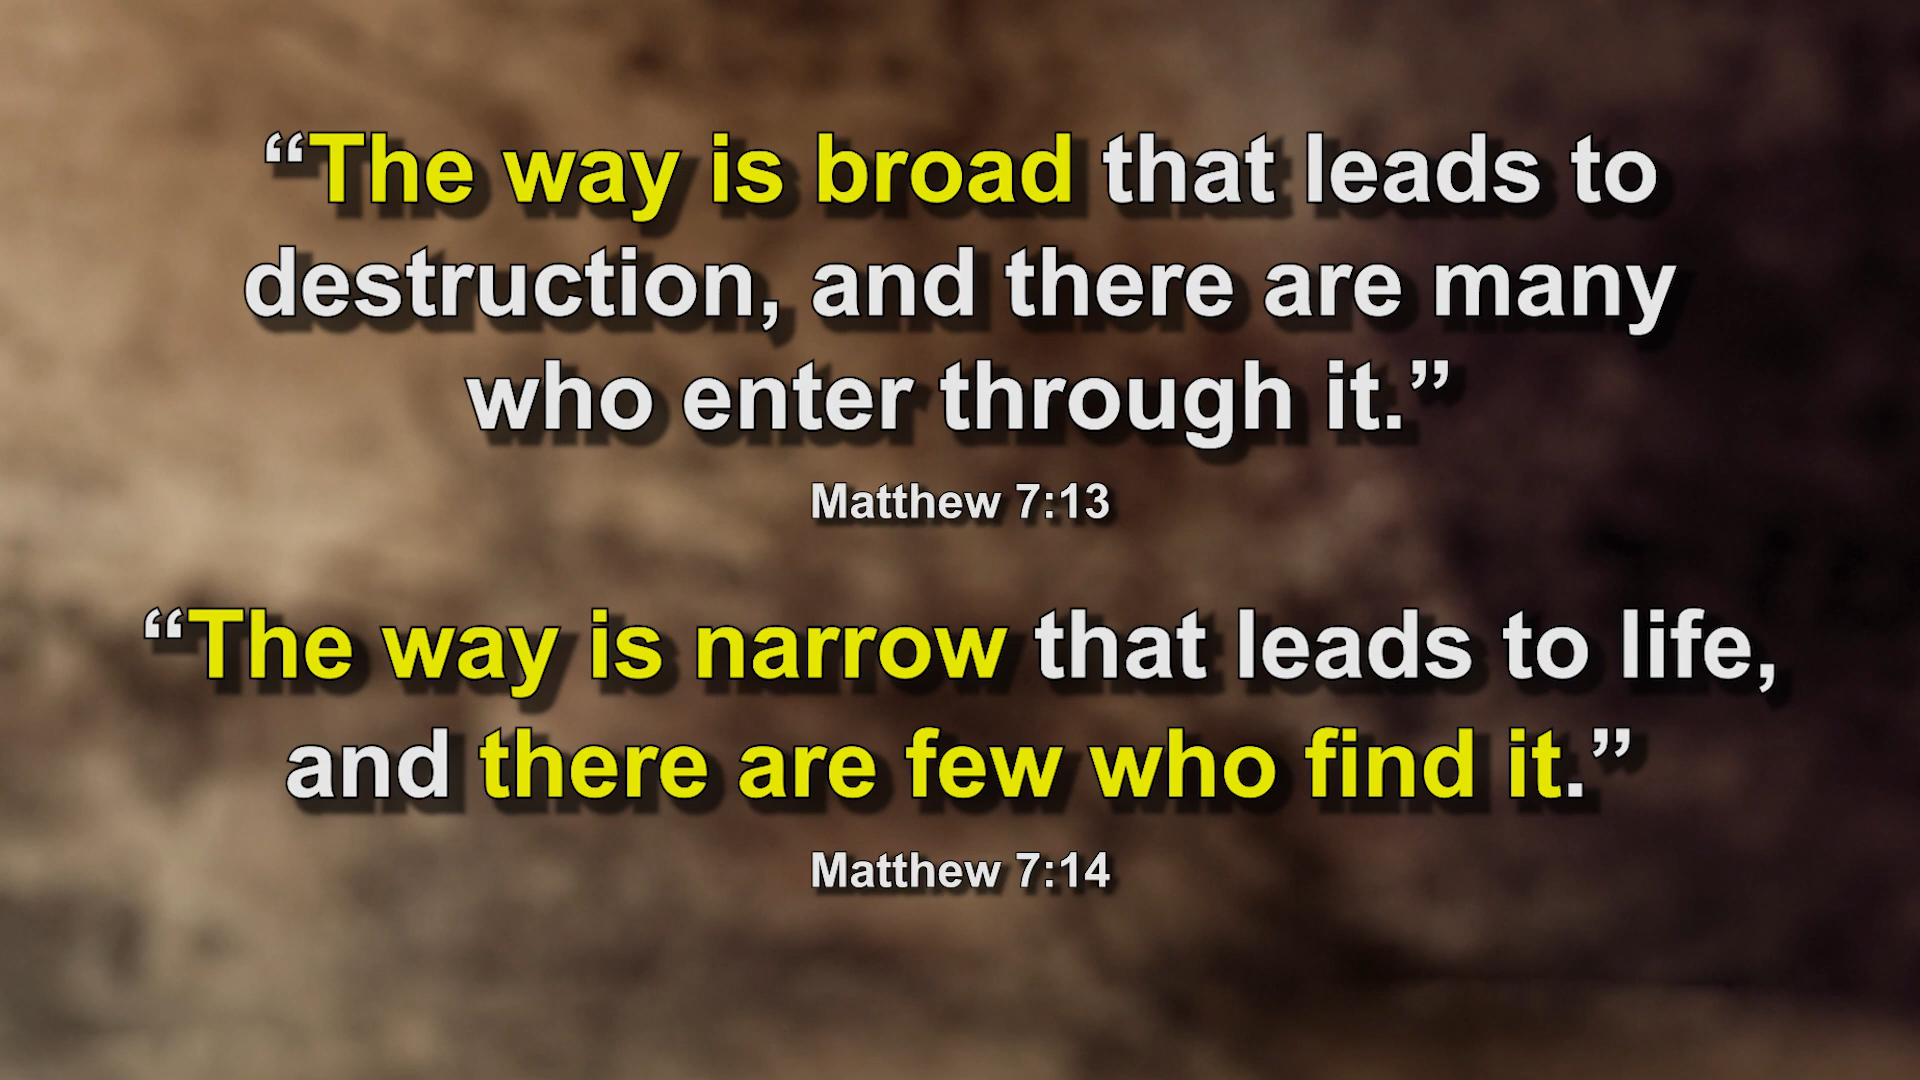 “The way is broad that leads to
destruction, and there are many
who enter through it.”
Matthew 7:13
“The way is narrow that leads to life,
and there are few who find it.”
Matthew 7:14